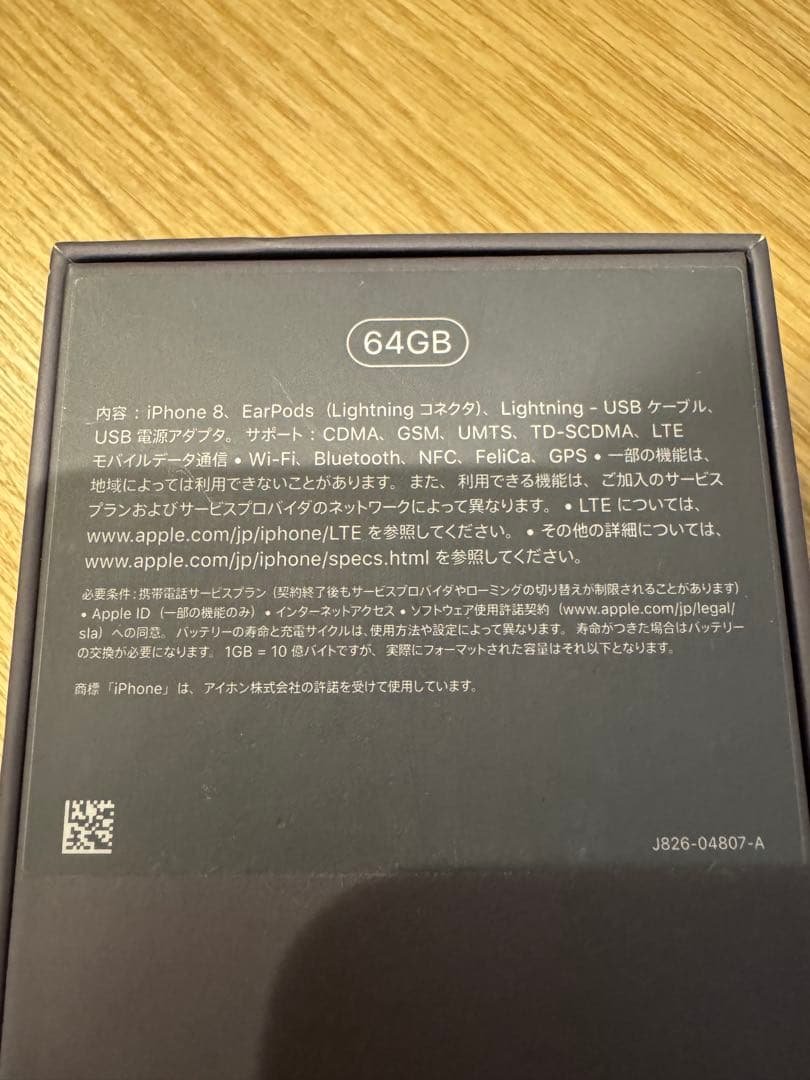 64GB
内容：iPhone 8、EarPods（Lightning コネクタ）、Lightning - USB ケーブル、
USB 電源アダプタ。 サポート：CDMA、GSM、UMTS、TD-SCDMA、LTE
モバイルデータ通信 • Wi-Fi、Bluetooth、NFC、FeliCa、GPS • 一部の機能は、
地域によっては利用できないことがあります。また、利用できる機能は、ご加入のサービス
プランおよびサービスプロバイダのネットワークによって異なります。 • LTE については、
www.apple.com/jp/iphone/LTE を参照してください。 • その他の詳細については、
www.apple.com/jp/iphone/specs.html を参照してください。
必要条件：携帯電話サービスプラン（契約終了後もサービスプロバイダやローミングの切り替えが制限されることがあります）
• Apple ID（一部の機能のみ）• インターネットアクセス • ソフトウェア使用許諾契約（www.apple.com/jp/legal/
sla）への同意。 バッテリーの寿命と充電サイクルは、使用方法や設定によって異なります。 寿命がつきた場合はバッテリー
の交換が必要になります。 1GB = 10 億バイトですが、実際にフォーマットされた容量はそれ以下となります。
商標「iPhone」は、アイホン株式会社の許諾を受けて使用しています。
J826-04807-A